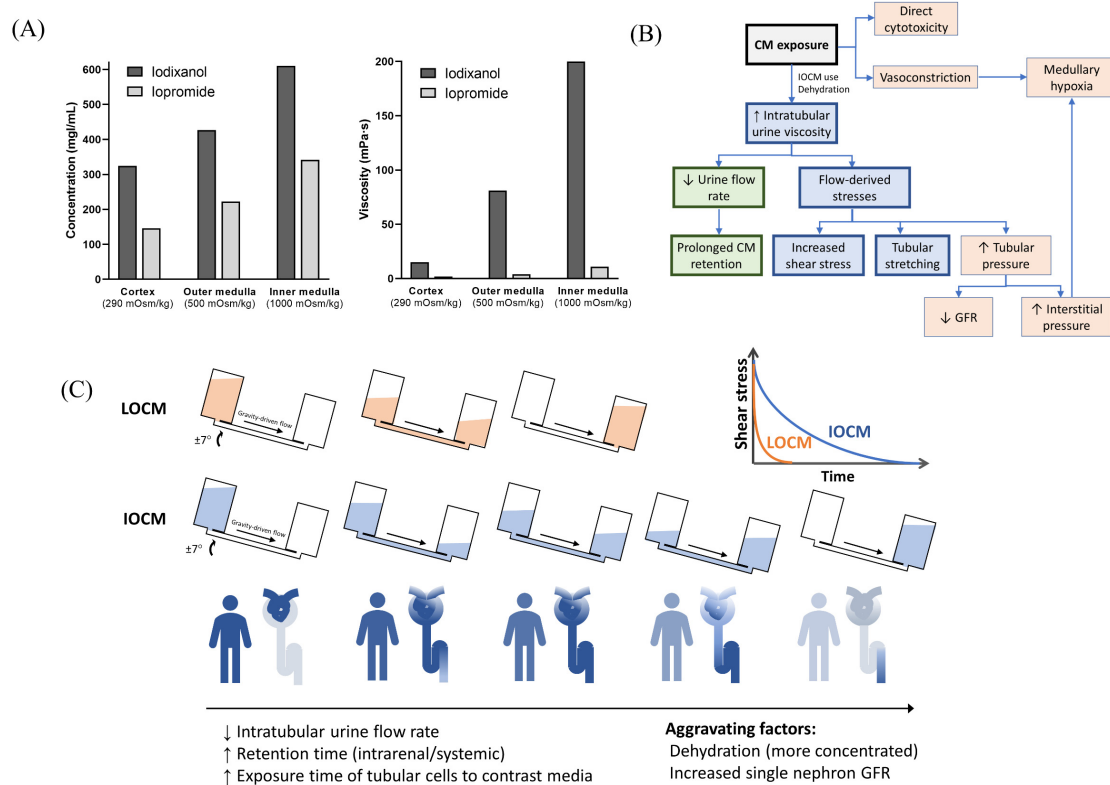 (A)
Iodixanol
Iopromide
Concentration (mgI/mL)
600
500
400
300
200
100
0
Cortex
(290 mOsm/kg)
Outer medulla
(500 mOsm/kg)
Inner medulla
(1000 mOsm/kg)
Iodixanol
Iopromide
Viscosity (mPa·s)
200
150
100
50
0
Cortex
(290 mOsm/kg)
Outer medulla
(500 mOsm/kg)
Inner medulla
(1000 mOsm/kg)
(B)
CM exposure
Direct
cytotoxicity
Vasoconstriction
Medullary
hypoxia
IOCM use
Dehydration
↑ Intratubular
urine viscosity
↓ Urine flow
rate
Flow-derived
stresses
Prolonged CM
retention
Increased
shear stress
Tubular
stretching
↑ Tubular
pressure
↓ GFR
↑ Interstitial
pressure
(C)
LOCM
Gravity-driven flow
±7°
Shear stress
LOCM
IOCM
Time
IOCM
Gravity-driven flow
±7°
↓ Intratubular urine flow rate
↑ Retention time (intrarenal/systemic)
↑ Exposure time of tubular cells to contrast media
Aggravating factors:
Dehydration (more concentrated)
Increased single nephron GFR